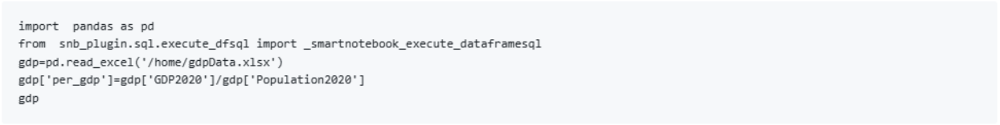 import  pandas as pd
from  snb_plugin.sql.execute_dfsql import _smartnotebook_execute_dataframesql
gdp=pd.read_excel('/home/gdpData.xlsx')
gdp['per_gdp']=gdp['GDP2020']/gdp['Population2020']
gdp